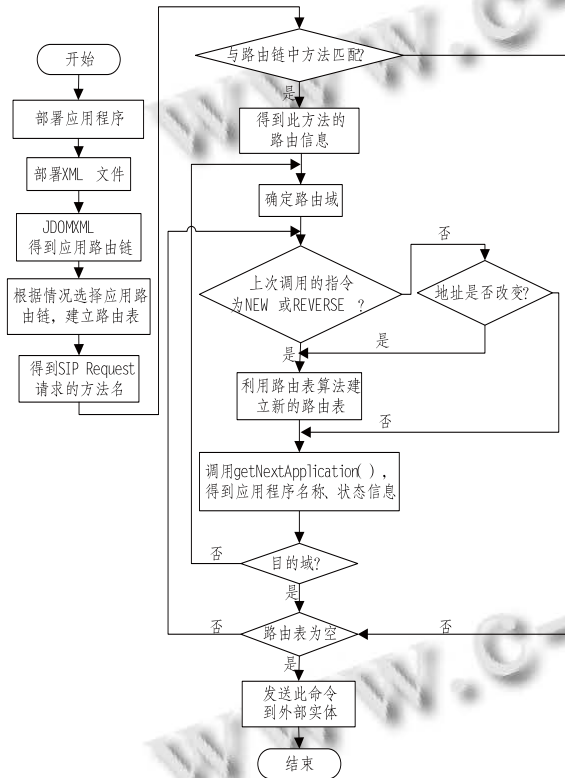 开始
部署应用程序
部署XML 文件
JDOMXML
得到应用路由链
根据情况选择应用路
由链，建立路由表
得到SIP Request
请求的方法名
与路由链中方法匹配？
是
得到此方法的
路由信息
确定路由域
上次调用的指令
为NEW 或REVERSE ？
否
地址是否改变？
是
是
利用路由表算法建
立新的路由表
否
调用getNextApplication()，
得到应用程序名称、状态信息
目的域？
否
是
路由表为空
否
否
是
发送此命令
到外部实体
结束
www.c-
www.c-